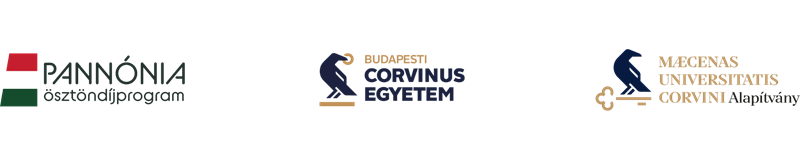 PANNÓNIA
ösztöndíjprogram
BUDAPESTI
CORVINUS
EGYETEM
MÆCENAS
UNIVERSITATIS
CORVINI Alapítvány